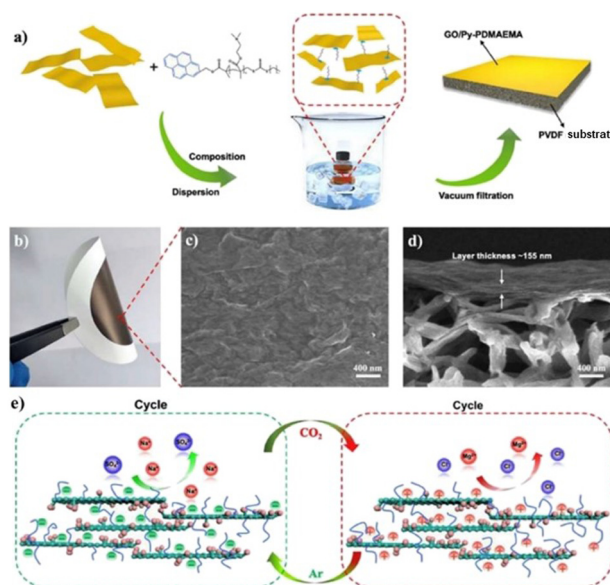 a)
+
GO/Py-PDMAEMA
PVDF substrat
Composition
Dispersion
Vacuum filtration
b)
c)
400 nm
d)
Layer thickness ~155 nm
400 nm
e)
Cycle
CO₂
Cycle
Ar